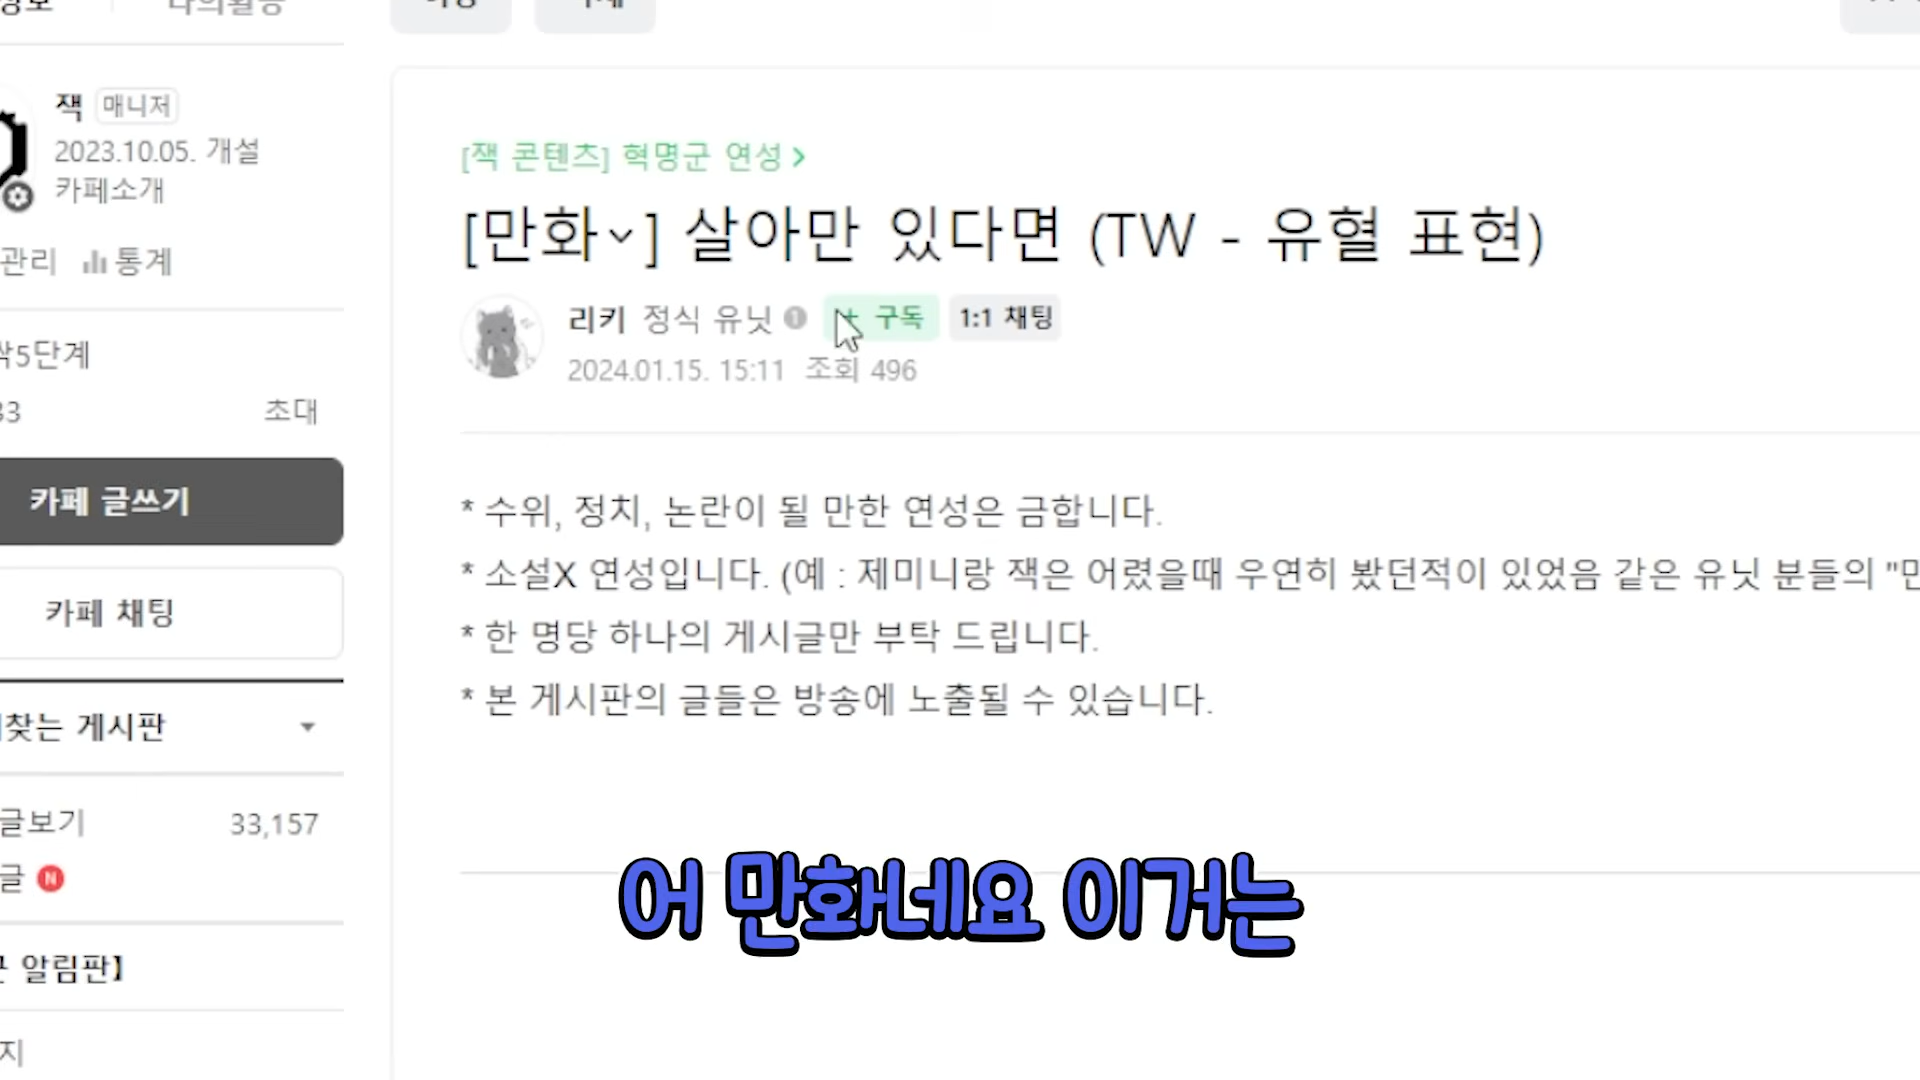 나의활동
잭 매니저
2023.10.05. 개설
카페소개
관리 통계
5단계
33 초대
카페 글쓰기
카페 채팅
찾는 게시판
글보기 33,157
글 N
알림판】
지
[잭 콘텐츠] 혁명군 연성 >
[만화] 살아만 있다면 (TW - 유혈 표현)
리키 정식 유닛 1 + 구독 1:1 채팅
2024.01.15. 15:11 조회 496
* 수위, 정치, 논란이 될 만한 연성은 금합니다.
* 소설X 연성입니다. (예 : 제미니랑 잭은 어렸을때 우연히 봤던적이 있었음 같은 유닛 분들의
* 한 명당 하나의 게시글만 부탁 드립니다.
* 본 게시판의 글들은 방송에 노출될 수 있습니다.
어 만화네요 이거는